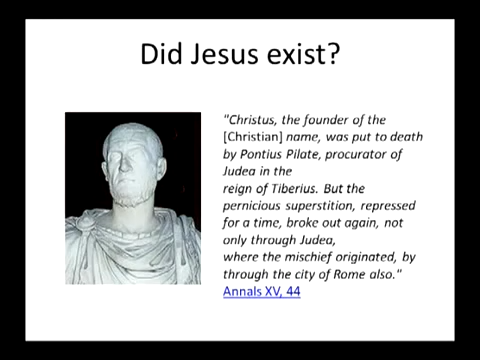 Did Jesus exist?
"Christus, the founder of the
[Christian] name, was put to death
by Pontius Pilate, procurator of
Judea in the
reign of Tiberius. But the
pernicious superstition, repressed
for a time, broke out again, not
only through Judea,
where the mischief originated, by
through the city of Rome also."
Annals XV, 44